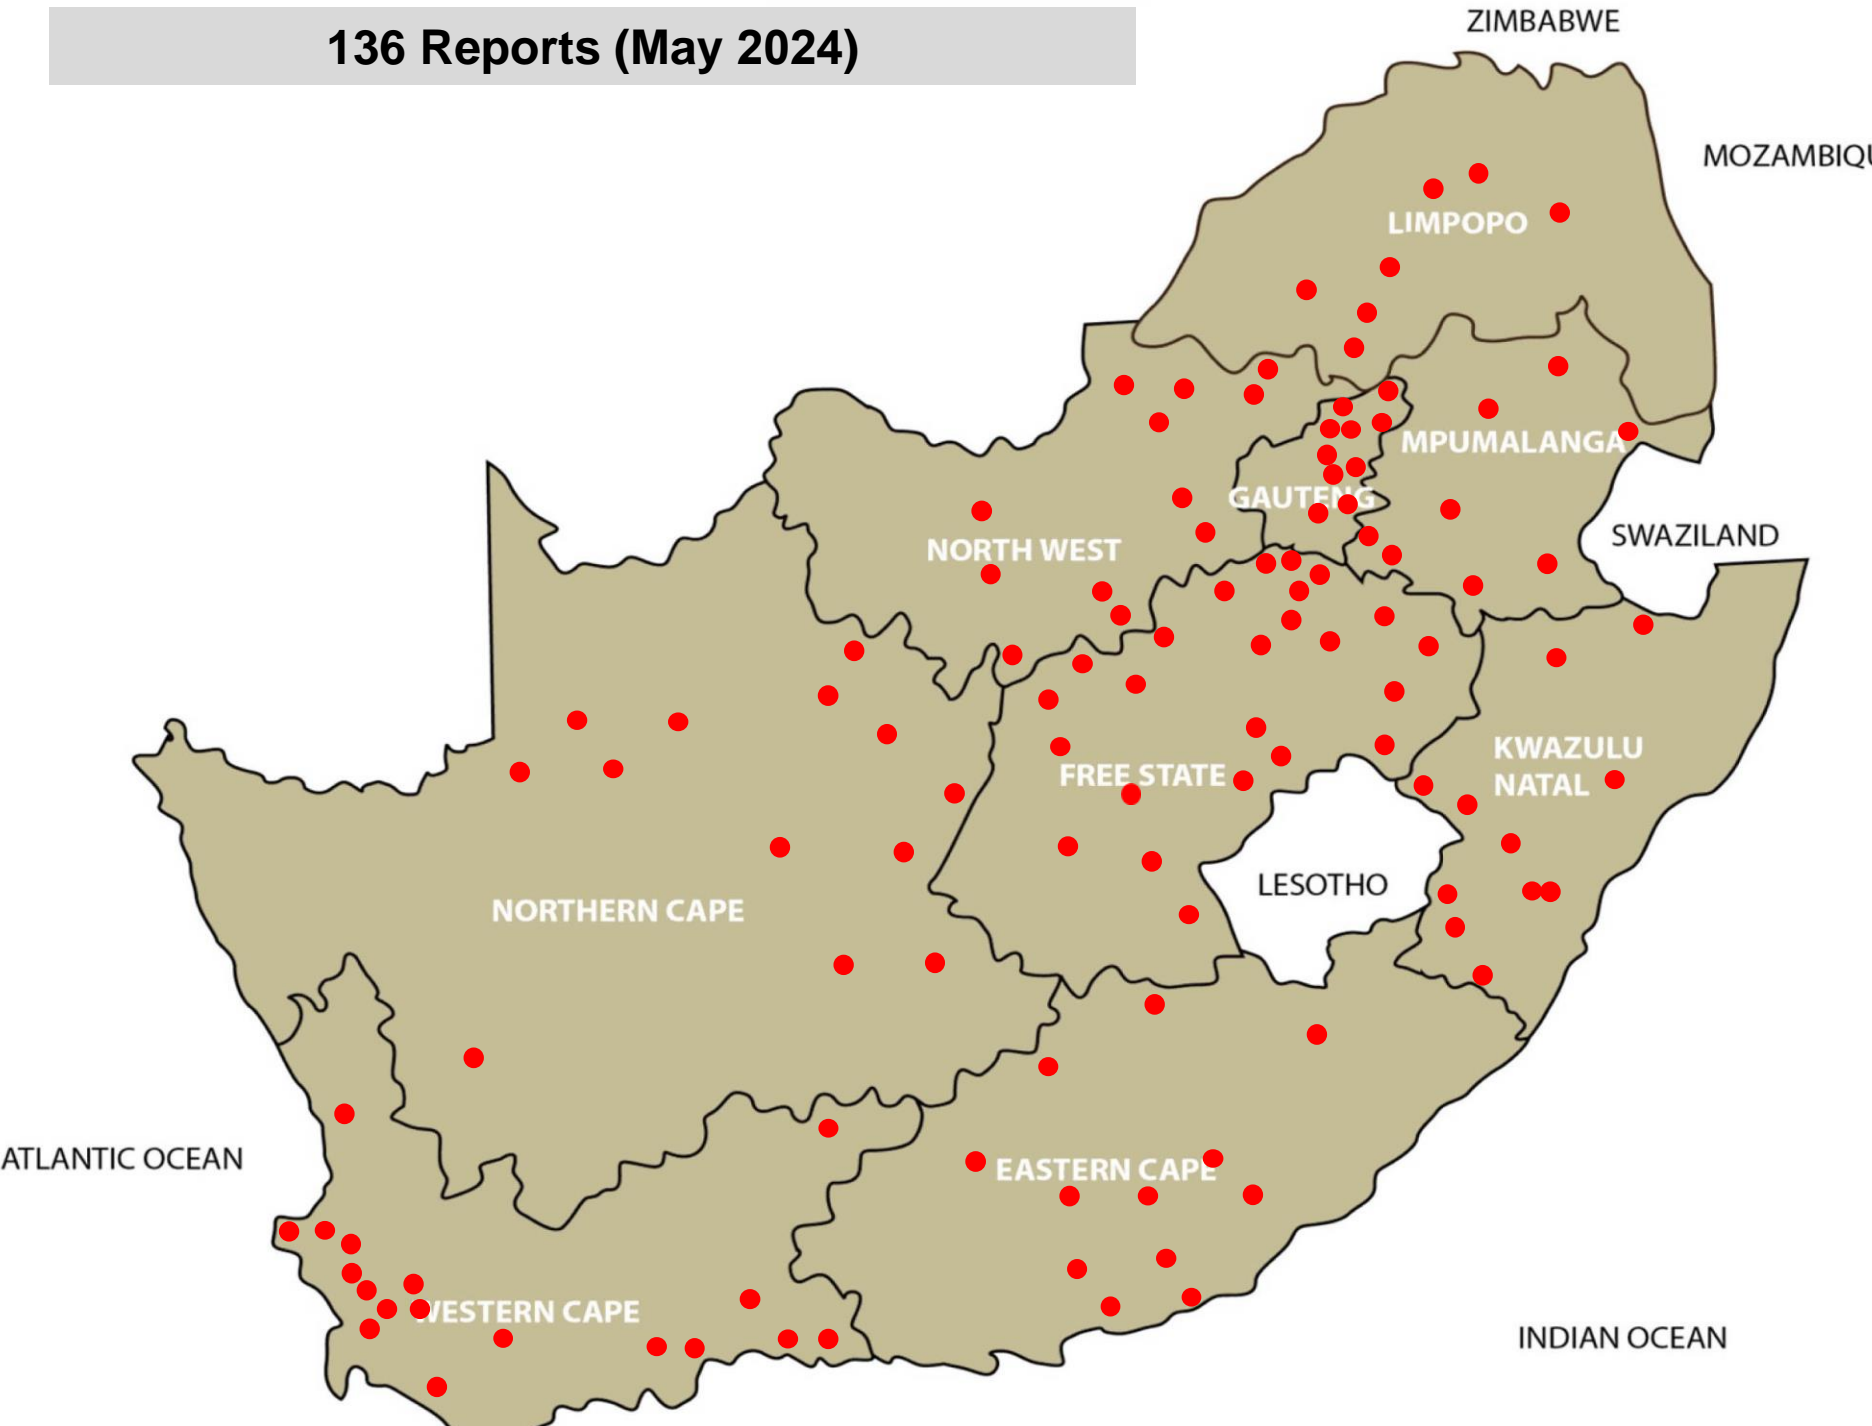 136 Reports (May 2024)
ZIMBABWE
MOZAMBIQU
LIMPOPO
MPUMALANGA
GAUTENG
SWAZILAND
NORTH WEST
KWAZULU
NATAL
FREE STATE
LESOTHO
NORTHERN CAPE
ATLANTIC OCEAN
EASTERN CAPE
WESTERN CAPE
INDIAN OCEAN